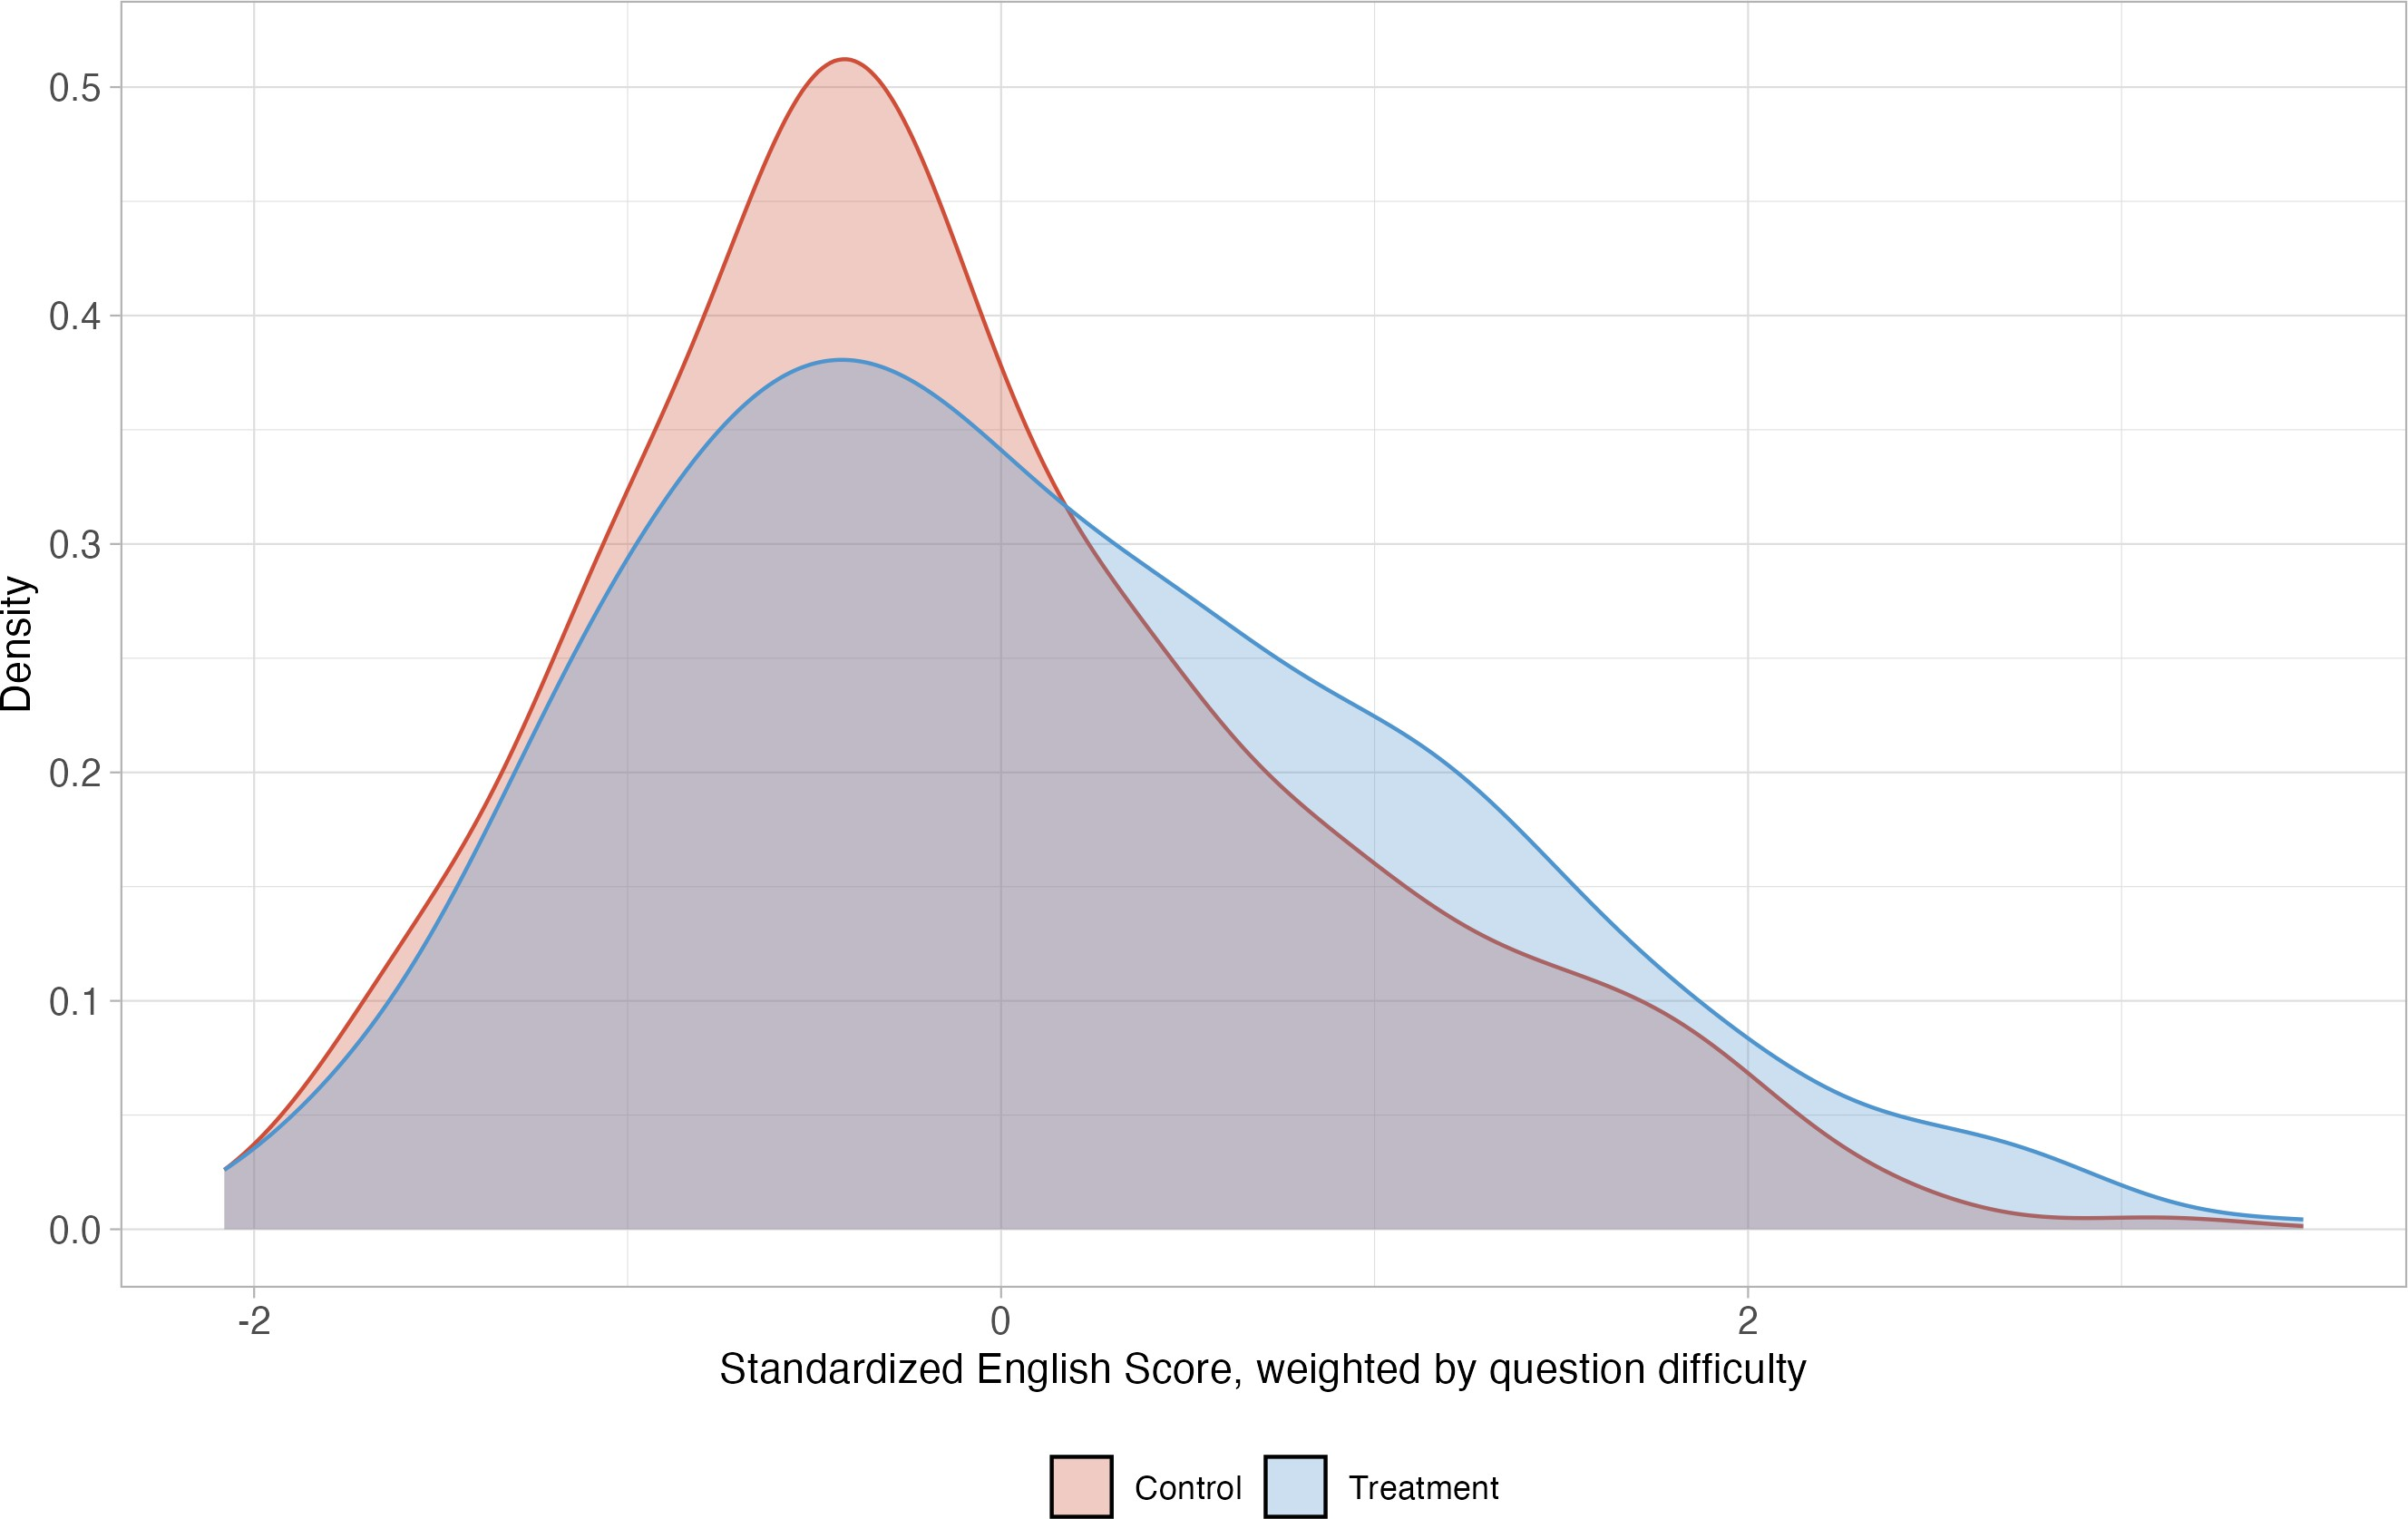 0.5
0.4
0.3
0.2
0.1
0.0
Density
-2 0 2
Standardized English Score, weighted by question difficulty
Control Treatment